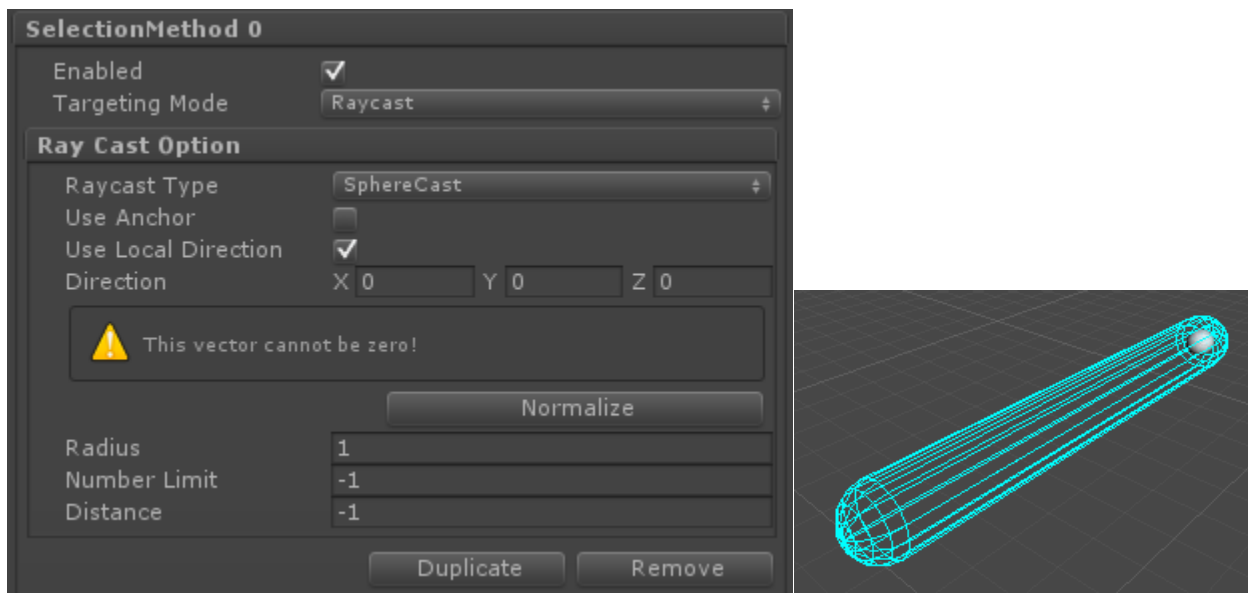 SelectionMethod 0
Enabled
Targeting Mode Raycast
Ray Cast Option
Raycast Type SphereCast
Use Anchor
Use Local Direction
Direction X 0 Y 0 Z 0
This vector cannot be zero!
Normalize
Radius 1
Number Limit -1
Distance -1
Duplicate Remove